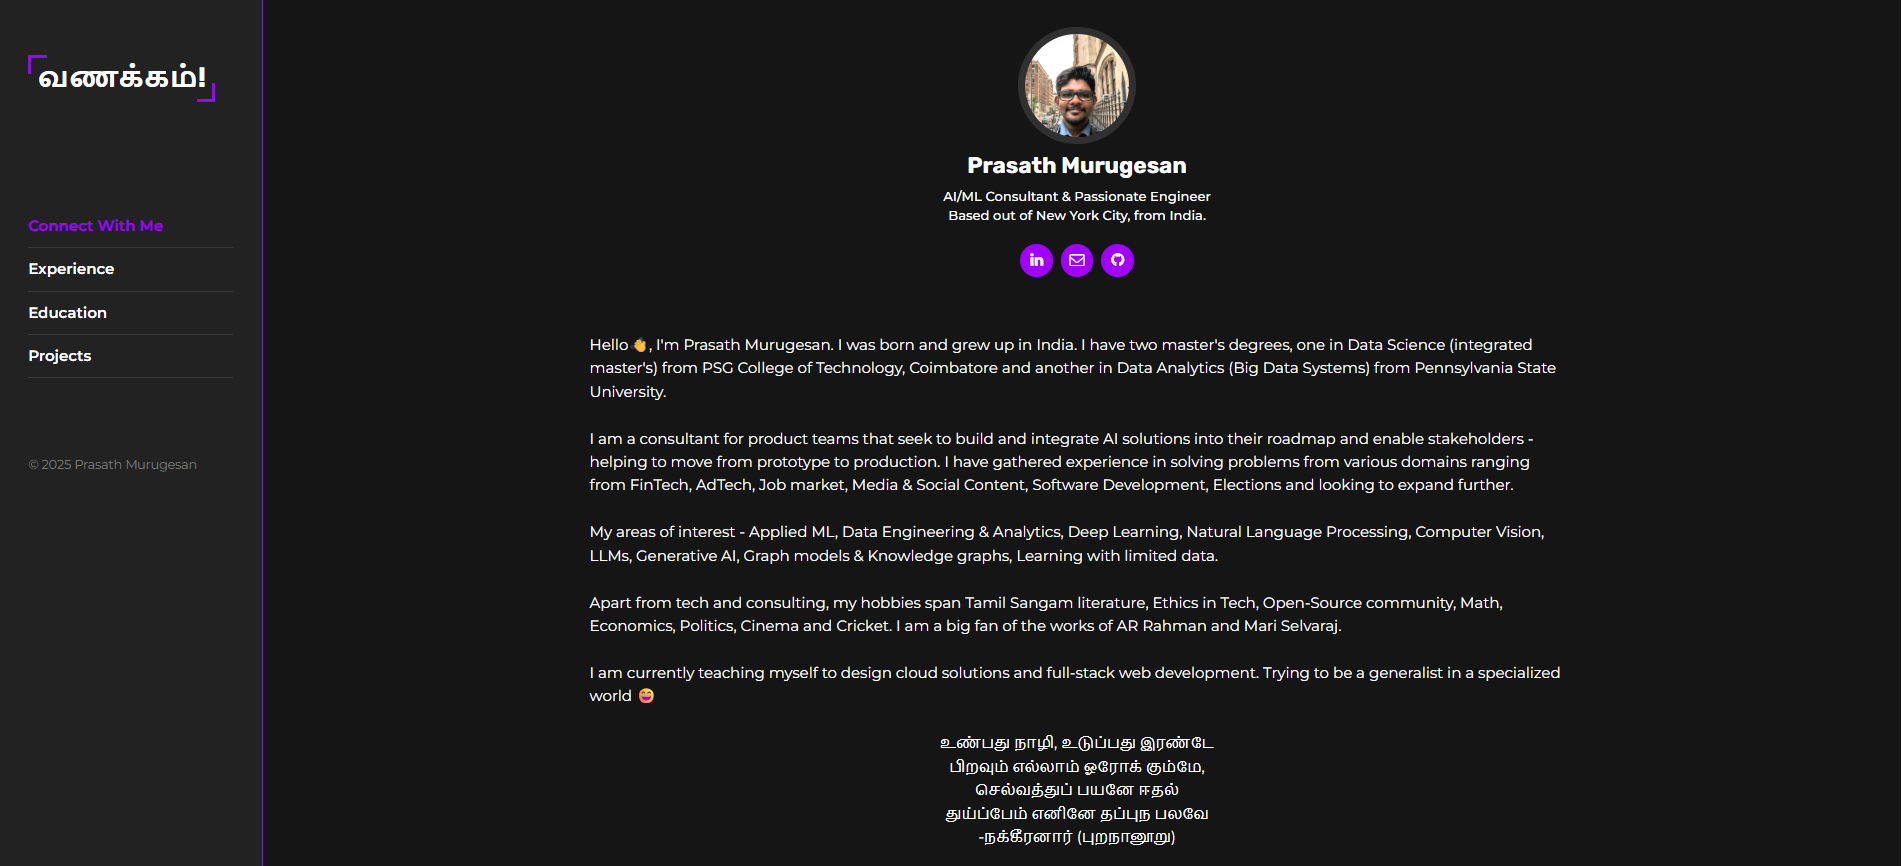 வணக்கம்!
Connect With Me
Experience
Education
Projects
© 2025 Prasath Murugesan
Prasath Murugesan
AI/ML Consultant & Passionate Engineer
Based out of New York City, from India.
Hello 👋, I'm Prasath Murugesan. I was born and grew up in India. I have two master's degrees, one in Data Science (integrated
master's) from PSG College of Technology, Coimbatore and another in Data Analytics (Big Data Systems) from Pennsylvania State
University.
I am a consultant for product teams that seek to build and integrate AI solutions into their roadmap and enable stakeholders -
helping to move from prototype to production. I have gathered experience in solving problems from various domains ranging
from FinTech, AdTech, Job market, Media & Social Content, Software Development, Elections and looking to expand further.
My areas of interest - Applied ML, Data Engineering & Analytics, Deep Learning, Natural Language Processing, Computer Vision,
LLMs, Generative AI, Graph models & Knowledge graphs, Learning with limited data.
Apart from tech and consulting, my hobbies span Tamil Sangam literature, Ethics in Tech, Open-Source community, Math,
Economics, Politics, Cinema and Cricket. I am a big fan of the works of AR Rahman and Mari Selvaraj.
I am currently teaching myself to design cloud solutions and full-stack web development. Trying to be a generalist in a specialized
world 😄
உண்பது நாழி, உடுப்பது இரண்டே
பிறவும் எல்லாம் ஓரோக் கும்மே,
செல்வத்துப் பயனே ஈதல்
துய்ப்பேம் எனினே தப்புந பலவே
-நக்கீரனார் (புறநானூறு)